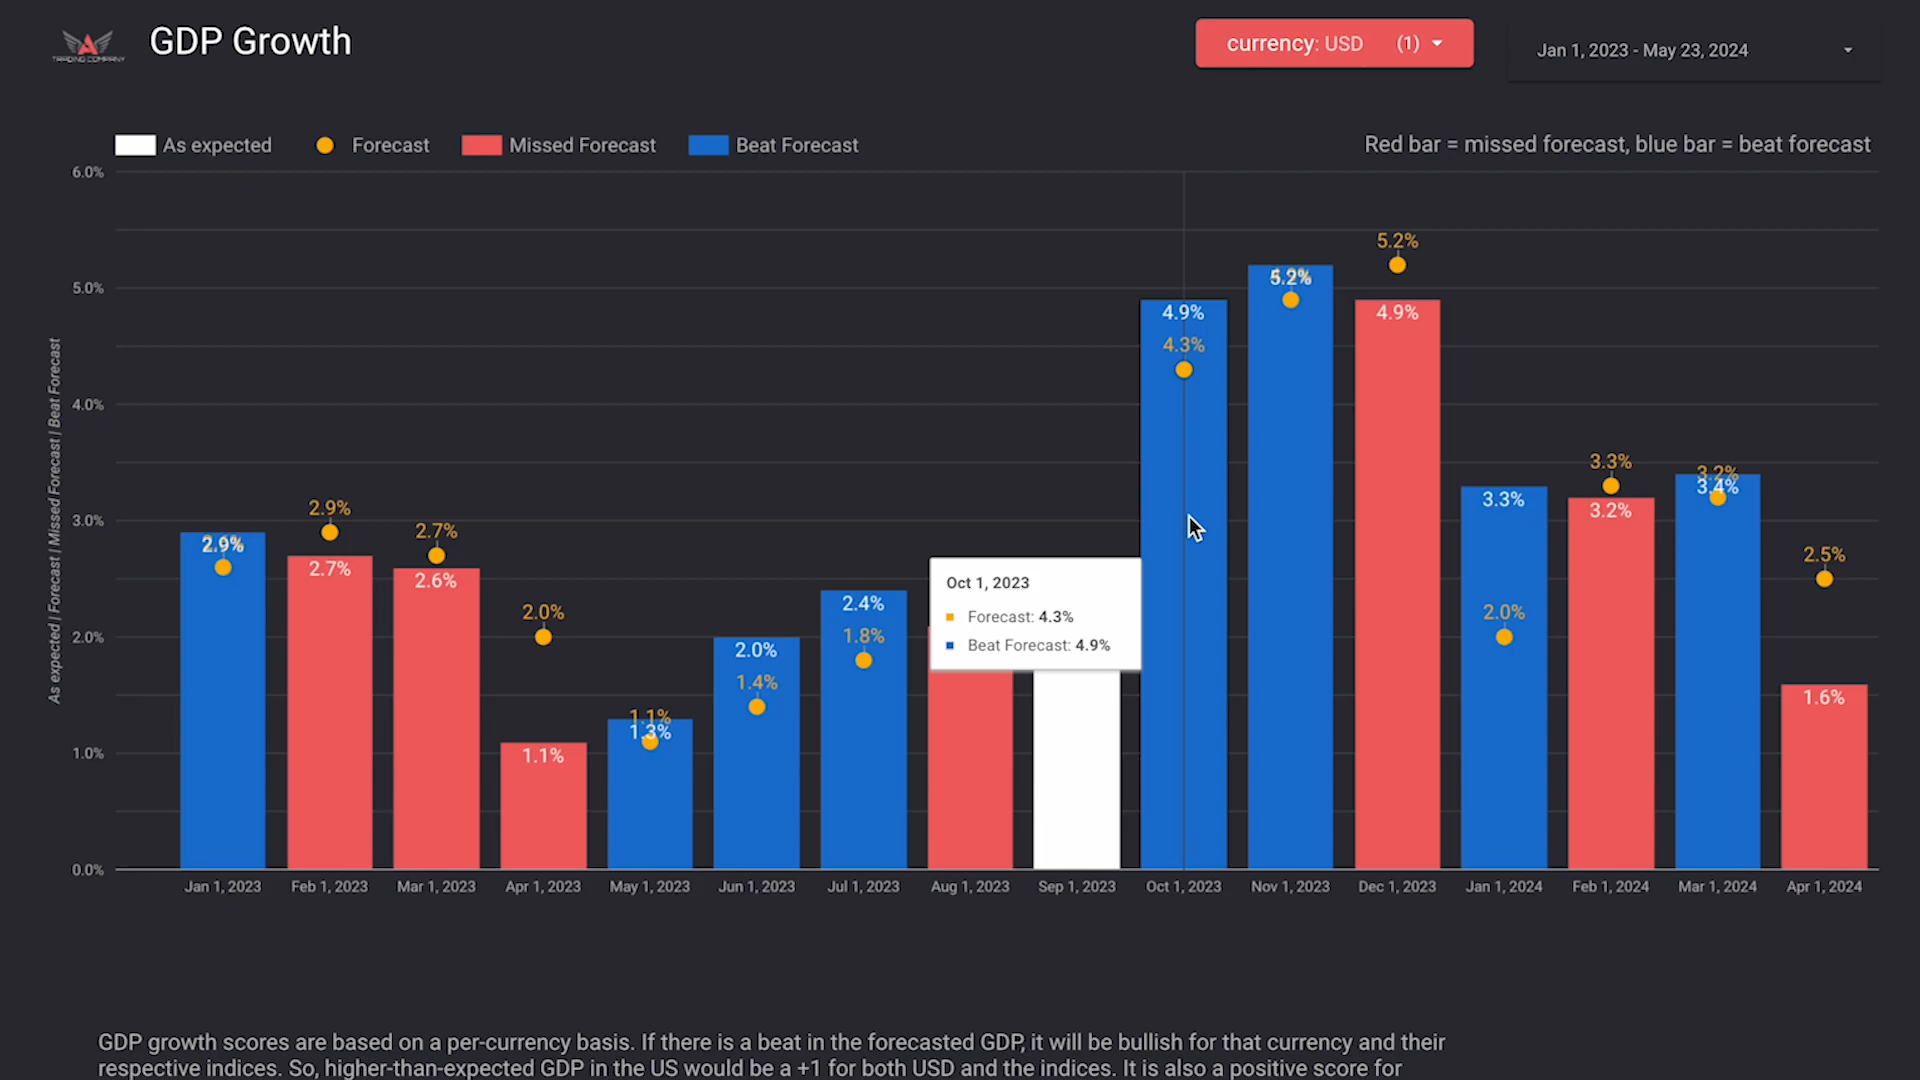 TRADING COMPANY
GDP Growth
currency: USD (1)
Jan 1, 2023 - May 23, 2024
As expected Forecast Missed Forecast Beat Forecast
Red bar = missed forecast, blue bar = beat forecast
As expected | Forecast | Missed Forecast | Beat Forecast
6.0%
5.0%
4.0%
3.0%
2.0%
1.0%
0.0%
2.9%
2.9%
2.7%
2.7%
2.6%
2.0%
1.1%
1.1%
1.3%
2.0%
1.4%
2.4%
1.8%
Oct 1, 2023
Forecast: 4.3%
Beat Forecast: 4.9%
4.9%
4.3%
5.2%
5.2%
4.9%
3.3%
2.0%
3.3%
3.2%
3.2%
3.4%
2.5%
1.6%
Jan 1, 2023 Feb 1, 2023 Mar 1, 2023 Apr 1, 2023 May 1, 2023 Jun 1, 2023 Jul 1, 2023 Aug 1, 2023 Sep 1, 2023 Oct 1, 2023 Nov 1, 2023 Dec 1, 2023 Jan 1, 2024 Feb 1, 2024 Mar 1, 2024 Apr 1, 2024
GDP growth scores are based on a per-currency basis. If there is a beat in the forecasted GDP, it will be bullish for that currency and their
respective indices. So, higher-than-expected GDP in the US would be a +1 for both USD and the indices. It is also a positive score for